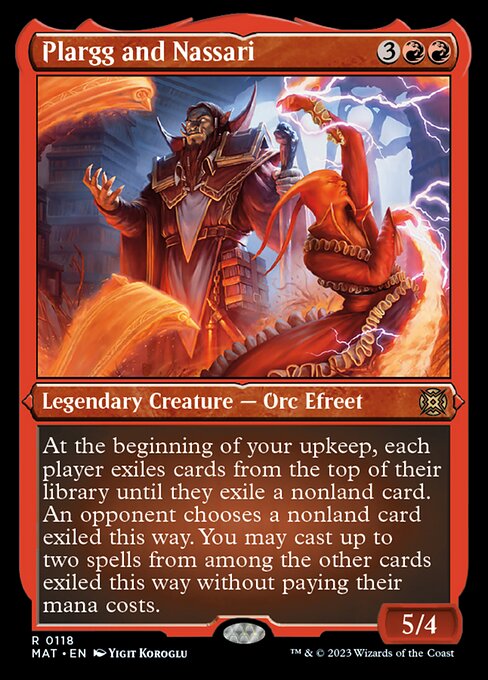 Plargg and Nassari 3
Legendary Creature — Orc Efreet
At the beginning of your upkeep, each
player exiles cards from the top of their
library until they exile a nonland card.
An opponent chooses a nonland card
exiled this way. You may cast up to
two spells from among the other cards
exiled this way without paying their
mana costs.
5/4
R 0118
MAT • EN Yigit Koroglu
™ & © 2023 Wizards of the Coast